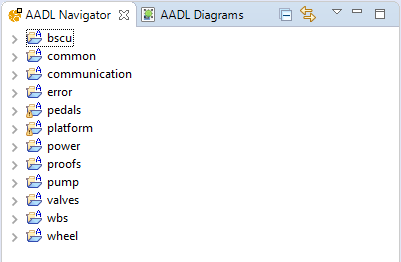 AADL Navigator AADL Diagrams
bscu
common
communication
error
pedals
platform
power
proofs
pump
valves
wbs
wheel